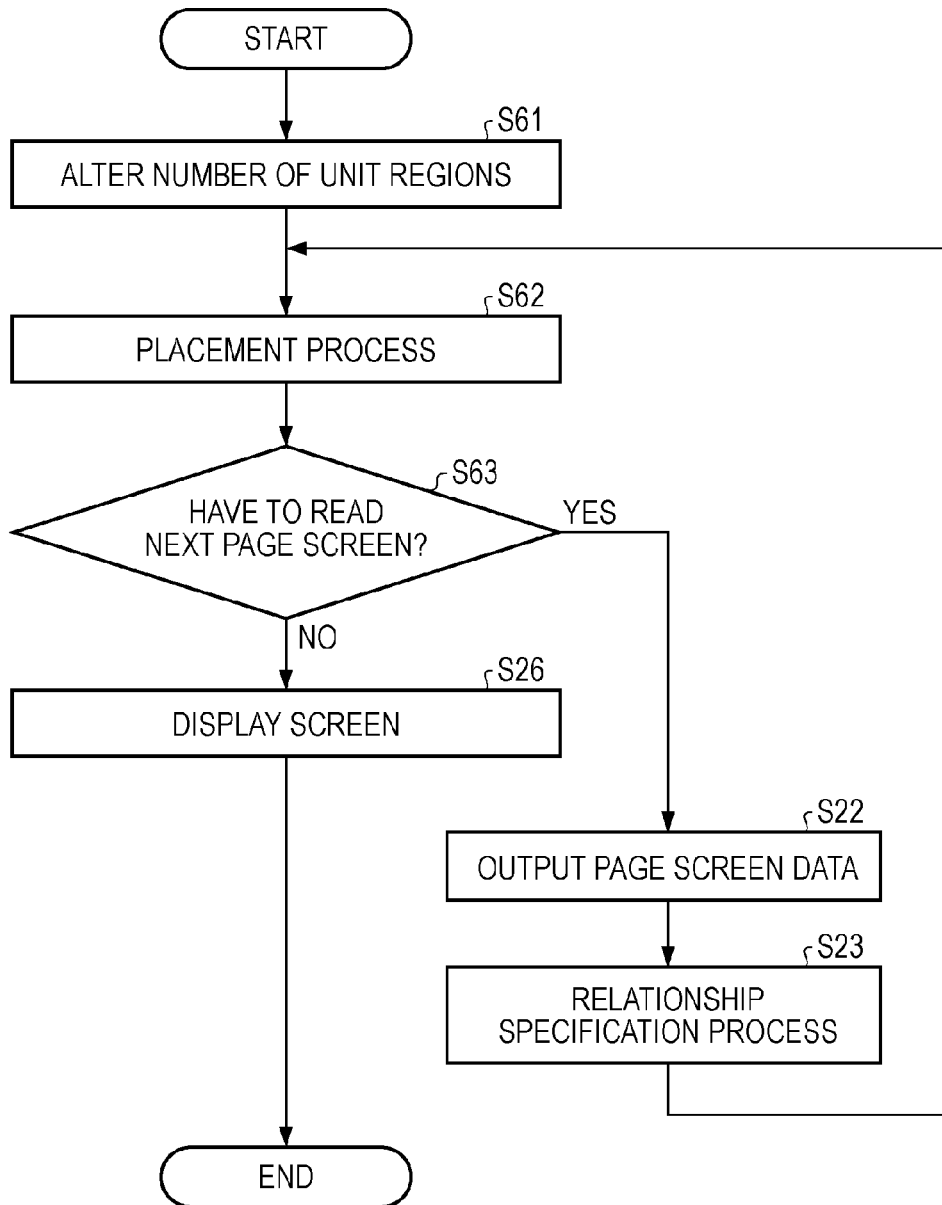 START
S61
ALTER NUMBER OF UNIT REGIONS
S62
PLACEMENT PROCESS
S63
HAVE TO READ
NEXT PAGE SCREEN?
YES
NO
S26
DISPLAY SCREEN
S22
OUTPUT PAGE SCREEN DATA
S23
RELATIONSHIP
SPECIFICATION PROCESS
END